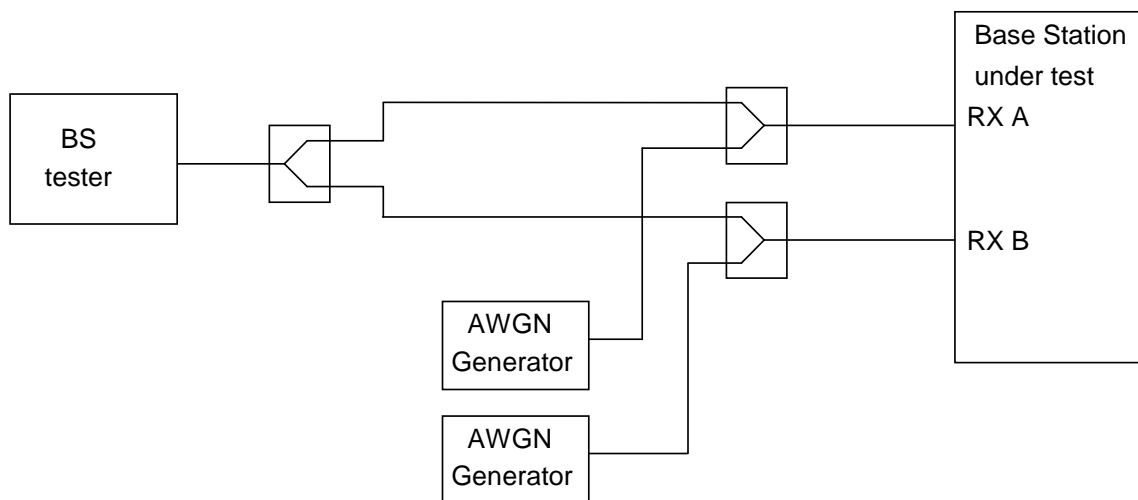 BS
tester
Base Station
under test
RX A
RX B
AWGN
Generator
AWGN
Generator